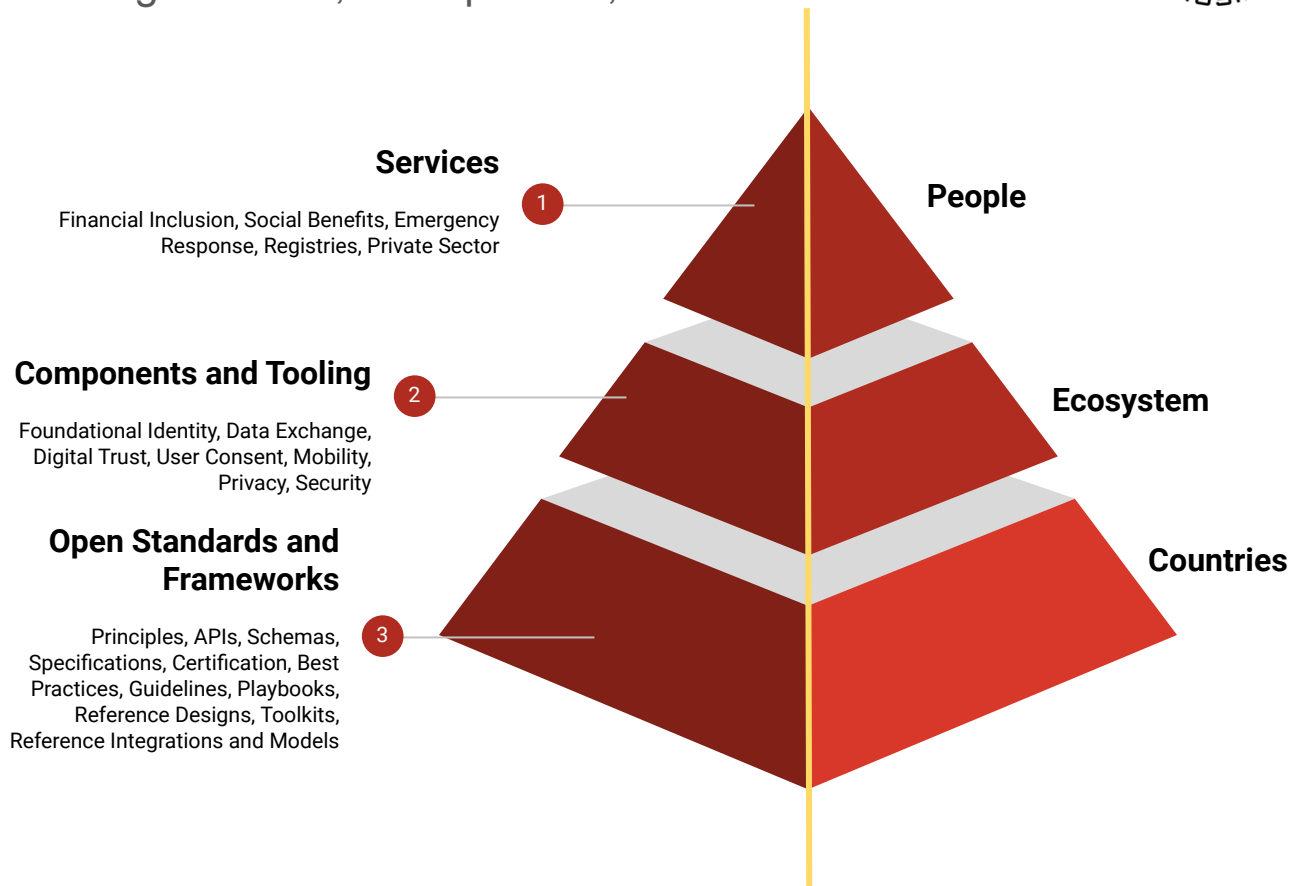 Services
1
Financial Inclusion, Social Benefits, Emergency
Response, Registries, Private Sector
People
Components and Tooling
2
Foundational Identity, Data Exchange,
Digital Trust, User Consent, Mobility,
Privacy, Security
Ecosystem
Open Standards and
Frameworks
3
Principles, APIs, Schemas,
Specifications, Certification, Best
Practices, Guidelines, Playbooks,
Reference Designs, Toolkits,
Reference Integrations and Models
Countries